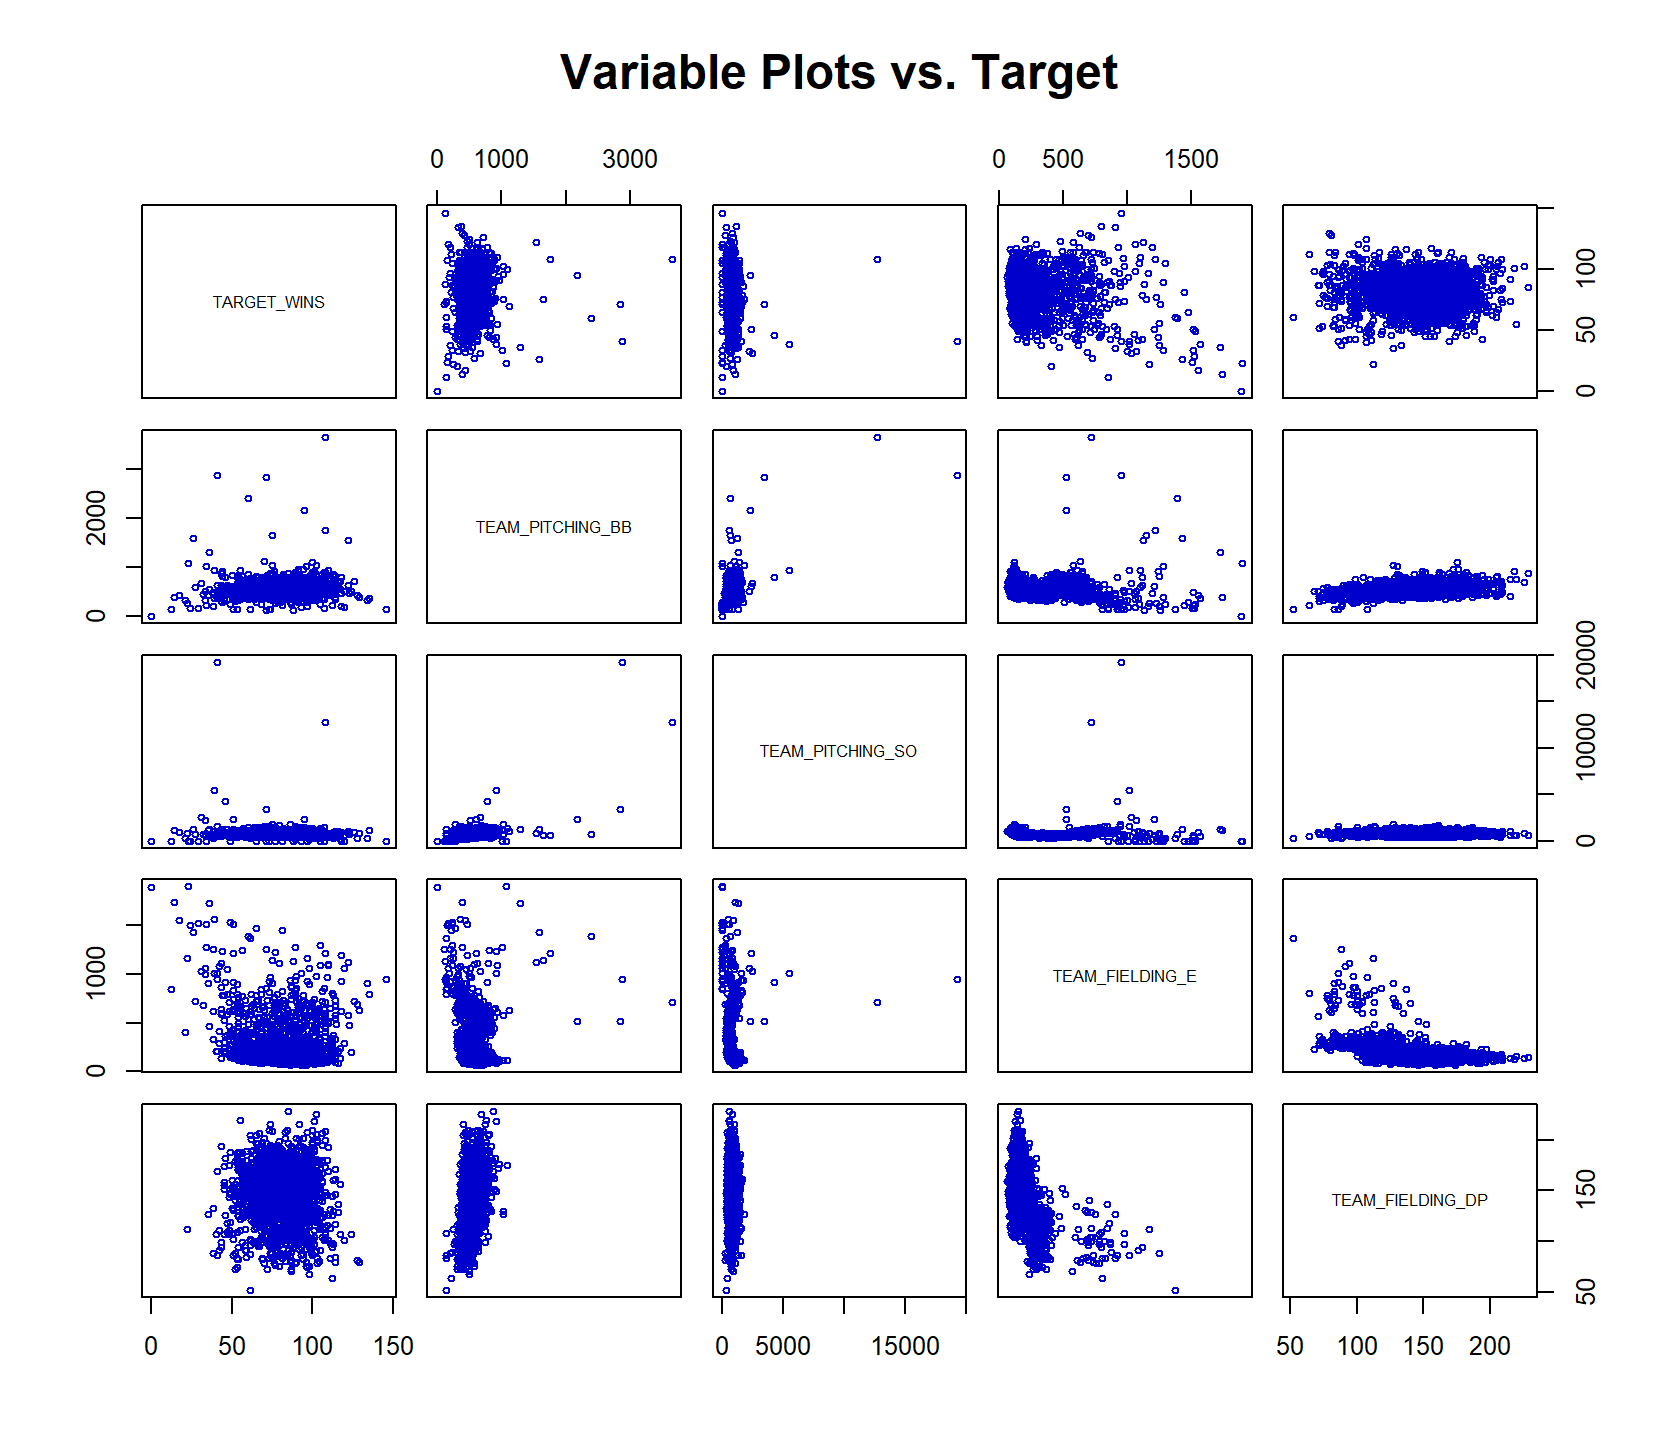 Variable Plots vs. Target
0 1000 3000
0 500 1500
TARGET_WINS
0 50 100
0 2000
TEAM_PITCHING_BB
TEAM_PITCHING_SO
0 10000 20000
0 1000
TEAM_FIELDING_E
TEAM_FIELDING_DP
50 150
0 50 100 150
0 5000 15000
50 100 150 200